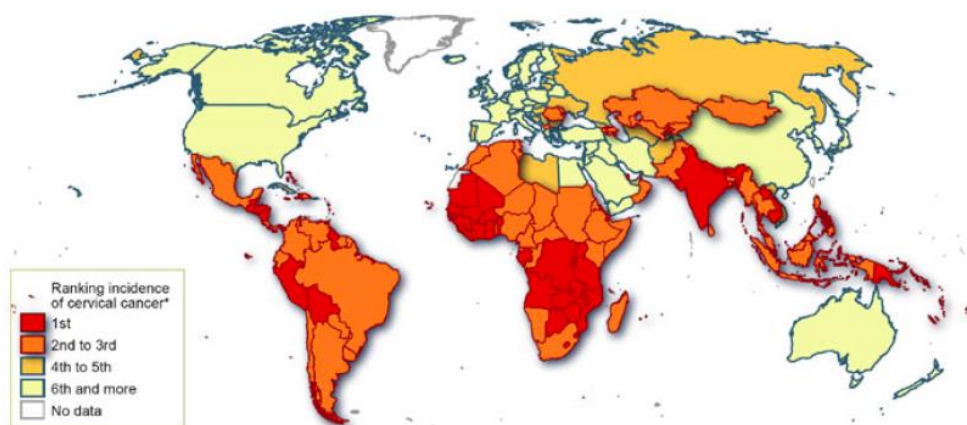 Ranking incidence
of cervical cancer*
1st
2nd to 3rd
4th to 5th
6th and more
No data